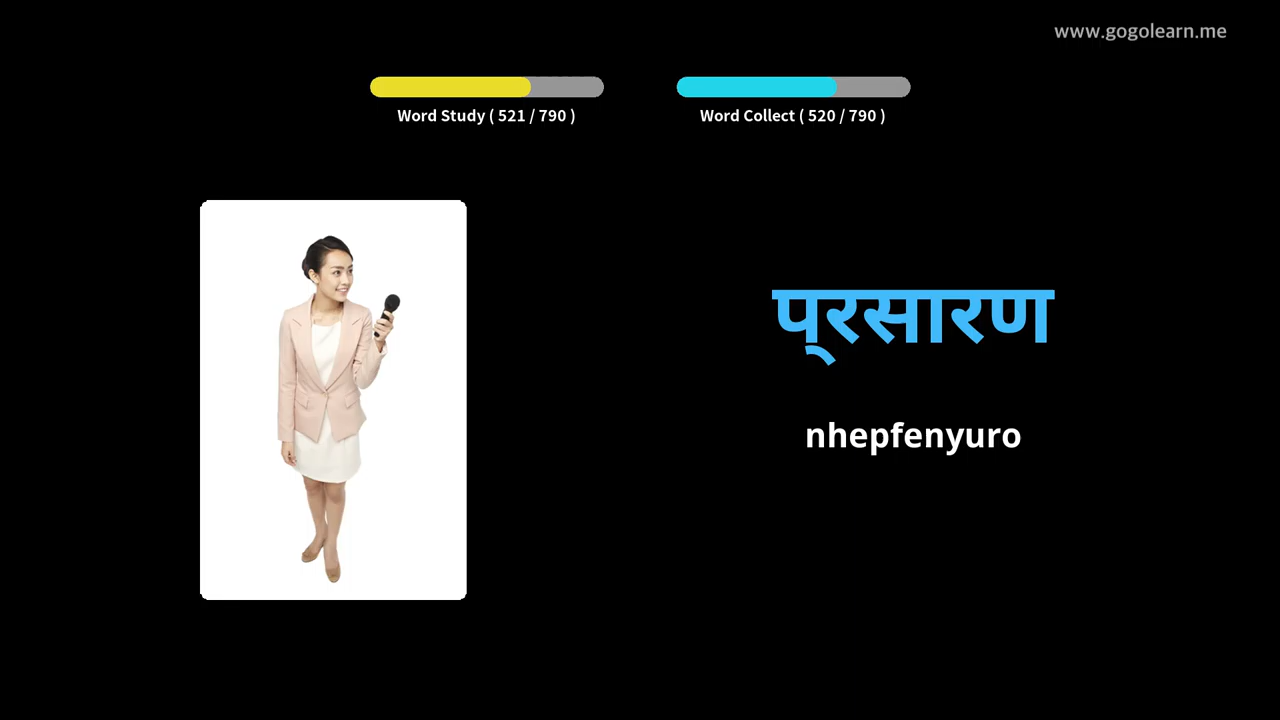 www.gogolearn.me
Word Study ( 521 / 790 )
Word Collect ( 520 / 790 )
प्रसारण
nhepfenyuro